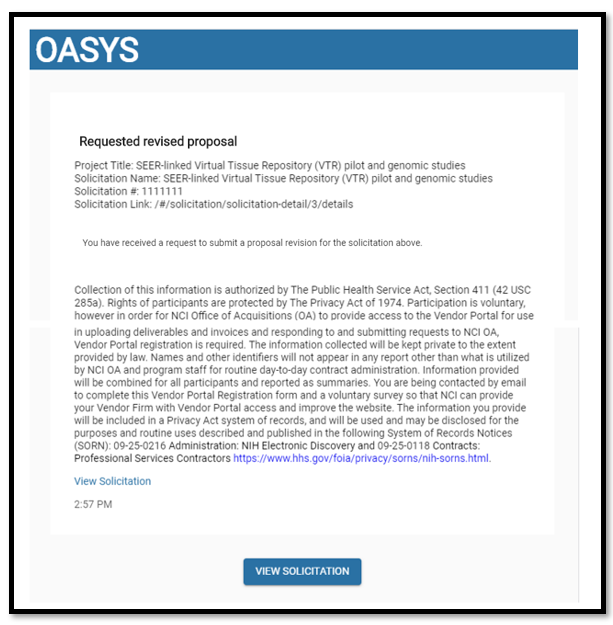 OASYS
Requested revised proposal
Project Title: SEER-linked Virtual Tissue Repository (VTR) pilot and genomic studies
Solicitation Name: SEER-linked Virtual Tissue Repository (VTR) pilot and genomic studies
Solicitation #: 1111111
Solicitation Link: /#/solicitation/solicitation-detail/3/details
You have received a request to submit a proposal revision for the solicitation above.
Collection of this information is authorized by The Public Health Service Act, Section 411 (42 USC
285a). Rights of participants are protected by The Privacy Act of 1974. Participation is voluntary,
however in order for NCI Office of Acquisitions (OA) to provide access to the Vendor Portal for use
in uploading deliverables and invoices and responding to and submitting requests to NCI OA,
Vendor Portal registration is required. The information collected will be kept private to the extent
provided by law. Names and other identifiers will not appear in any report other than what is utilized
by NCI OA and program staff for routine day-to-day contract administration. Information provided
will be combined for all participants and reported as summaries. You are being contacted by email
to complete this Vendor Portal Registration form and a voluntary survey so that NCI can provide
your Vendor Firm with Vendor Portal access and improve the website. The information you provide
will be included in a Privacy Act system of records, and will be used and may be disclosed for the
purposes and routine uses described and published in the following System of Records Notices
(SORN): 09-25-0216 Administration: NIH Electronic Discovery and 09-25-0118 Contracts:
Professional Services Contractors https://www.hhs.gov/foia/privacy/sorns/nih-sorns.html.
View Solicitation
2:57 PM
VIEW SOLICITATION